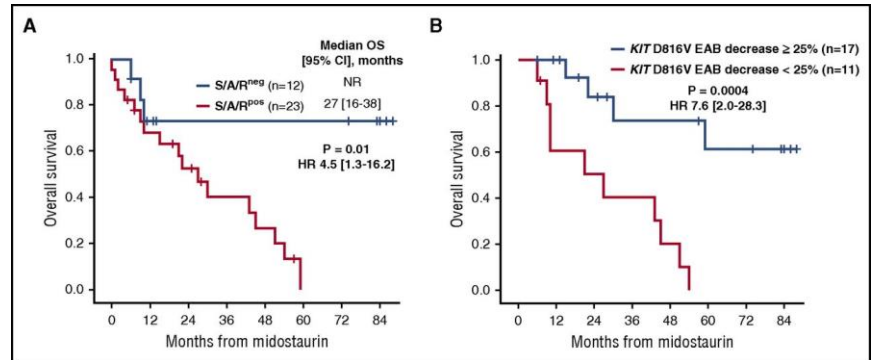 A
Median OS
[95% CI], months
S/A/Rneg (n=12) NR
S/A/Rpos (n=23) 27 [16-38]
P = 0.01
HR 4.5 [1.3-16.2]
Overall survival
1.0
0.8
0.6
0.4
0.2
0.0
0 12 24 36 48 60 72 84
Months from midostaurin
B
KIT D816V EAB decrease ≥ 25% (n=17)
KIT D816V EAB decrease < 25% (n=11)
P = 0.0004
HR 7.6 [2.0-28.3]
Overall survival
1.0
0.8
0.6
0.4
0.2
0.0
0 12 24 36 48 60 72 84
Months from midostaurin